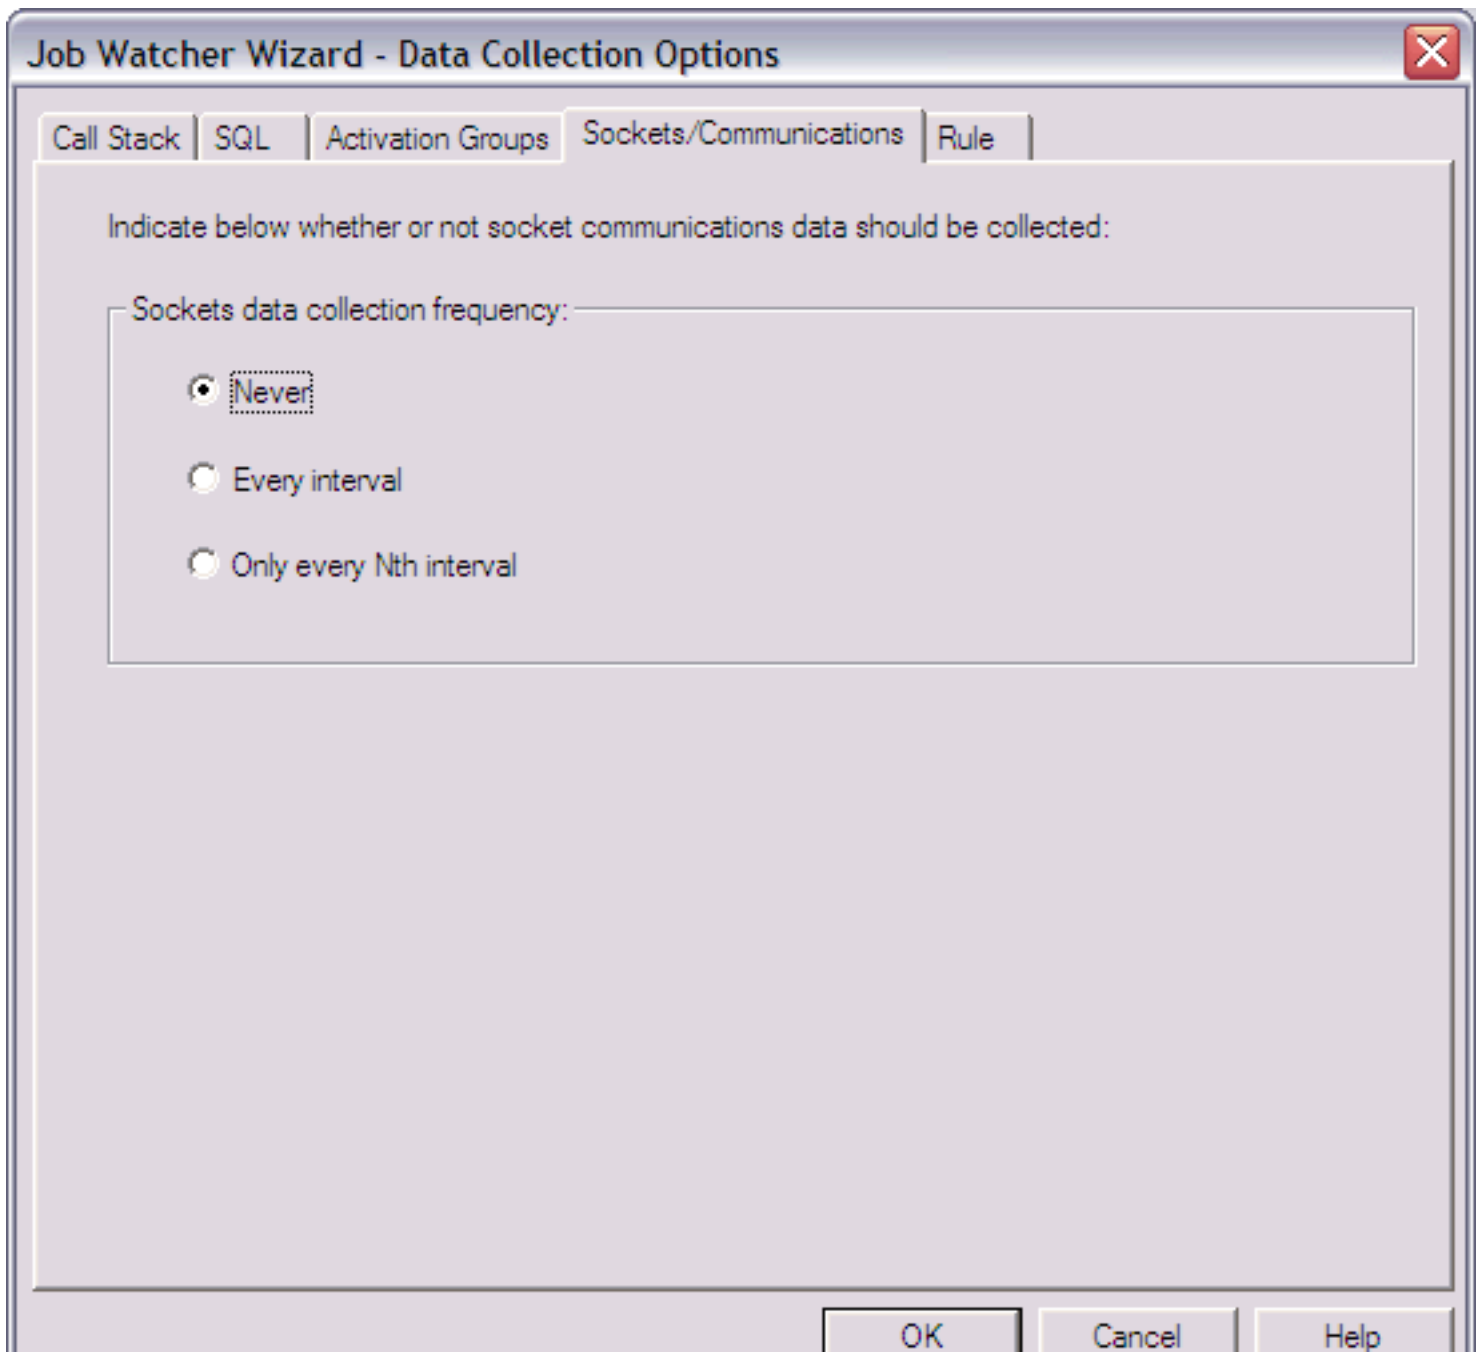 Job Watcher Wizard - Data Collection Options
Call Stack SQL Activation Groups Sockets/Communications Rule
Indicate below whether or not socket communications data should be collected:
Sockets data collection frequency:
Never
Every interval
Only every Nth interval
OK Cancel Help